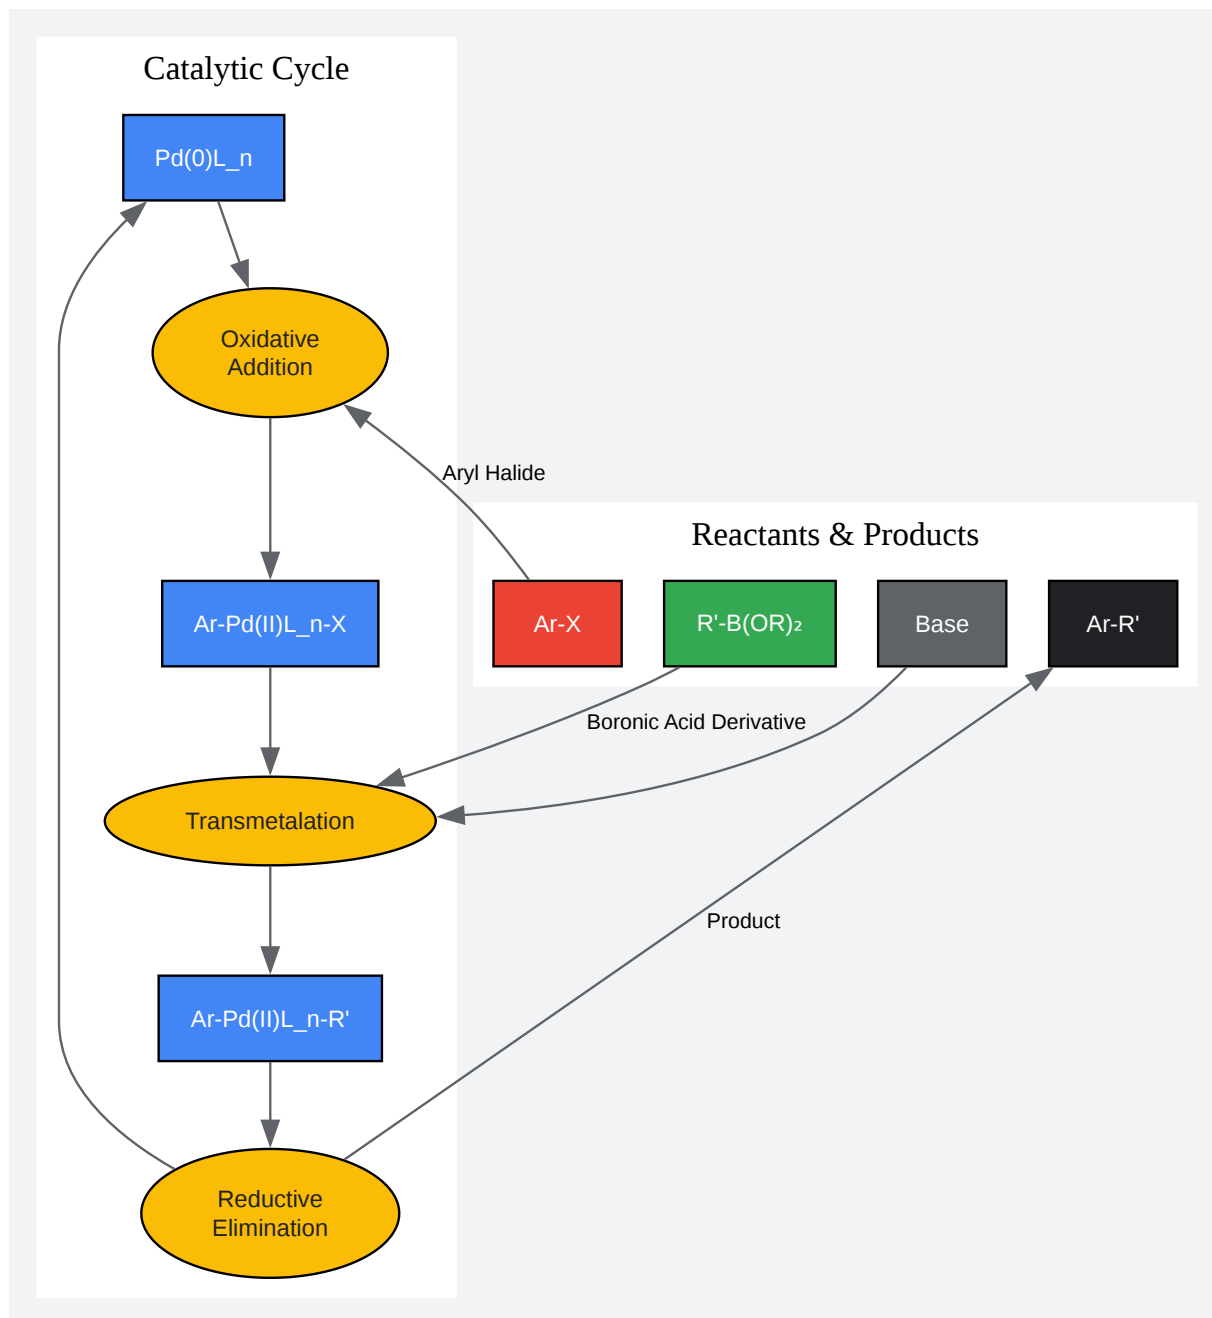 Catalytic Cycle
Pd(0)L_n
Oxidative
Addition
Aryl Halide
Reactants & Products
Ar-Pd(II)L_n-X
Ar-X
R'-B(OR)₂
Base
Ar-R'
Boronic Acid Derivative
Transmetalation
Product
Ar-Pd(II)L_n-R'
Reductive
Elimination